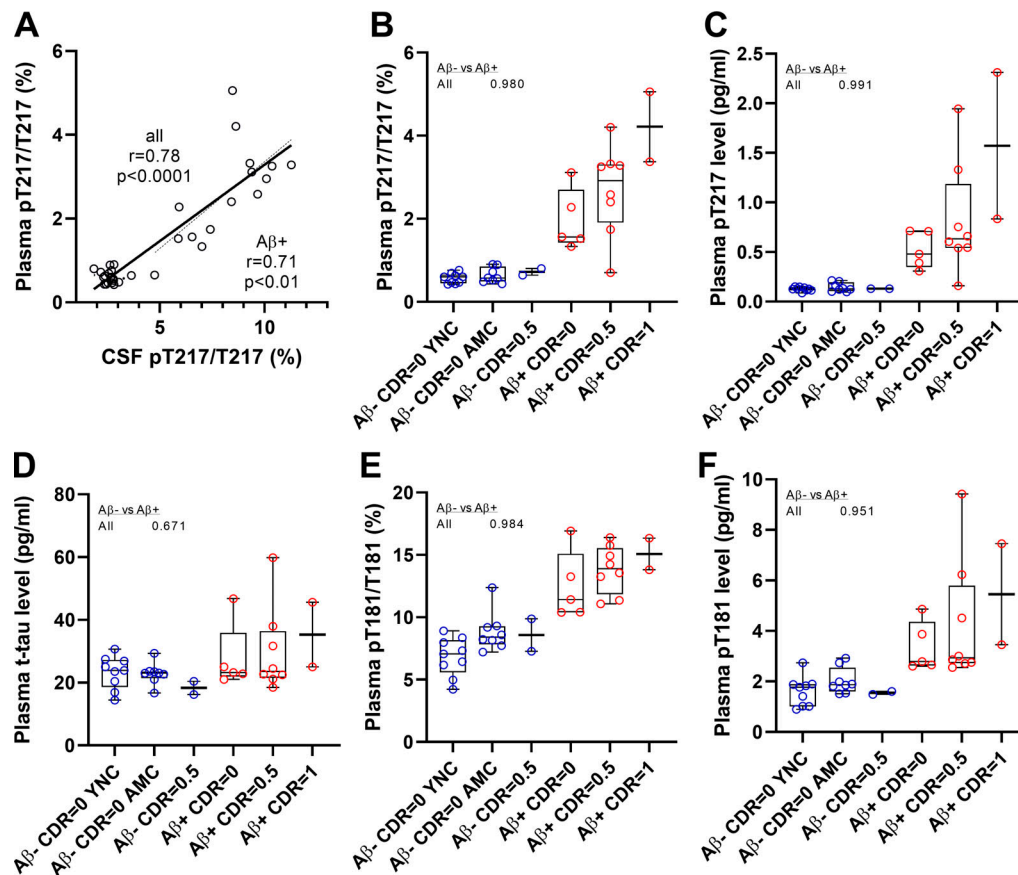 A
Plasma pT217/T217 (%)
6
4
2
0
all
r=0.78
p<0.0001
Aβ+
r=0.71
p<0.01
5
10
CSF pT217/T217 (%)
B
Plasma pT217/T217 (%)
6
4
2
0
Aβ- vs Aβ+
All 0.980
Aβ- CDR=0 YNC
Aβ- CDR=0 AMC
Aβ- CDR=0.5
Aβ+ CDR=0
Aβ+ CDR=0.5
Aβ+ CDR=1
C
Plasma pT217 level (pg/ml)
2.5
2.0
1.5
1.0
0.5
0.0
Aβ- vs Aβ+
All 0.991
Aβ- CDR=0 YNC
Aβ- CDR=0 AMC
Aβ- CDR=0.5
Aβ+ CDR=0
Aβ+ CDR=0.5
Aβ+ CDR=1
D
Plasma t-tau level (pg/ml)
80
60
40
20
0
Aβ- vs Aβ+
All 0.671
Aβ- CDR=0 YNC
Aβ- CDR=0 AMC
Aβ- CDR=0.5
Aβ+ CDR=0
Aβ+ CDR=0.5
Aβ+ CDR=1
E
Plasma pT181/T181 (%)
20
15
10
5
0
Aβ- vs Aβ+
All 0.984
Aβ- CDR=0 YNC
Aβ- CDR=0 AMC
Aβ- CDR=0.5
Aβ+ CDR=0
Aβ+ CDR=0.5
Aβ+ CDR=1
F
Plasma pT181 level (pg/ml)
10
8
6
4
2
0
Aβ- vs Aβ+
All 0.951
Aβ- CDR=0 YNC
Aβ- CDR=0 AMC
Aβ- CDR=0.5
Aβ+ CDR=0
Aβ+ CDR=0.5
Aβ+ CDR=1